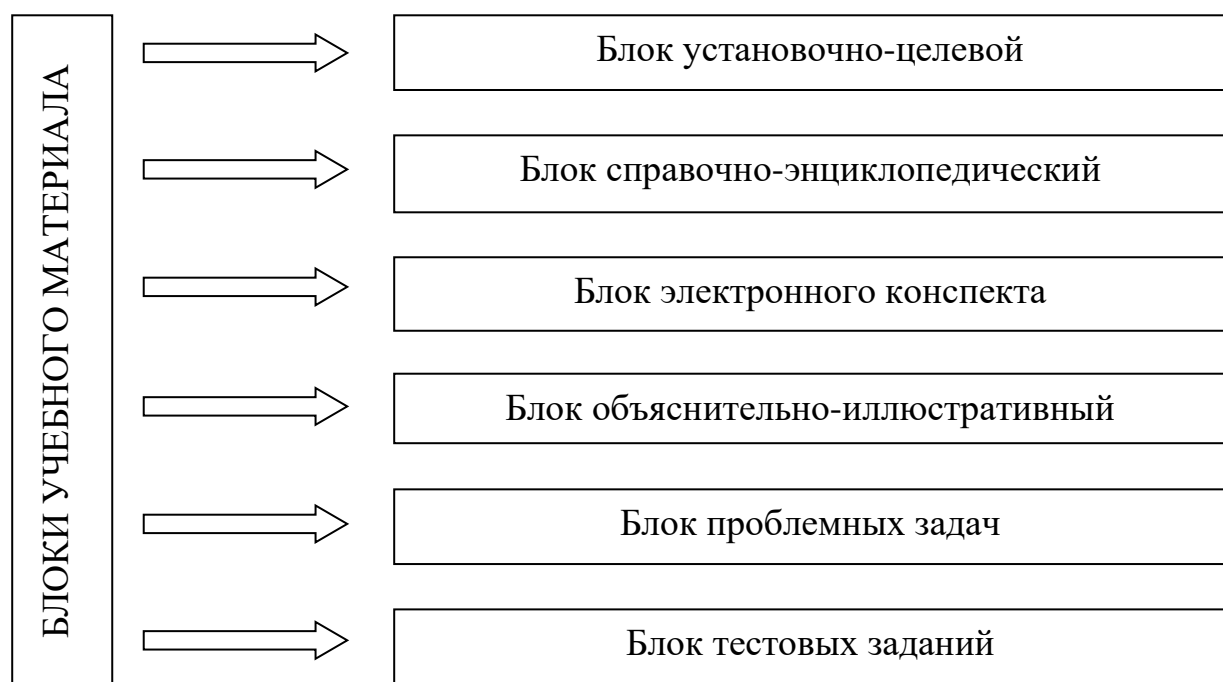 БЛОКИ УЧЕБНОГО МАТЕРИАЛА
Блок установочно-целевой
Блок справочно-энциклопедический
Блок электронного конспекта
Блок объяснительно-иллюстративный
Блок проблемных задач
Блок тестовых заданий